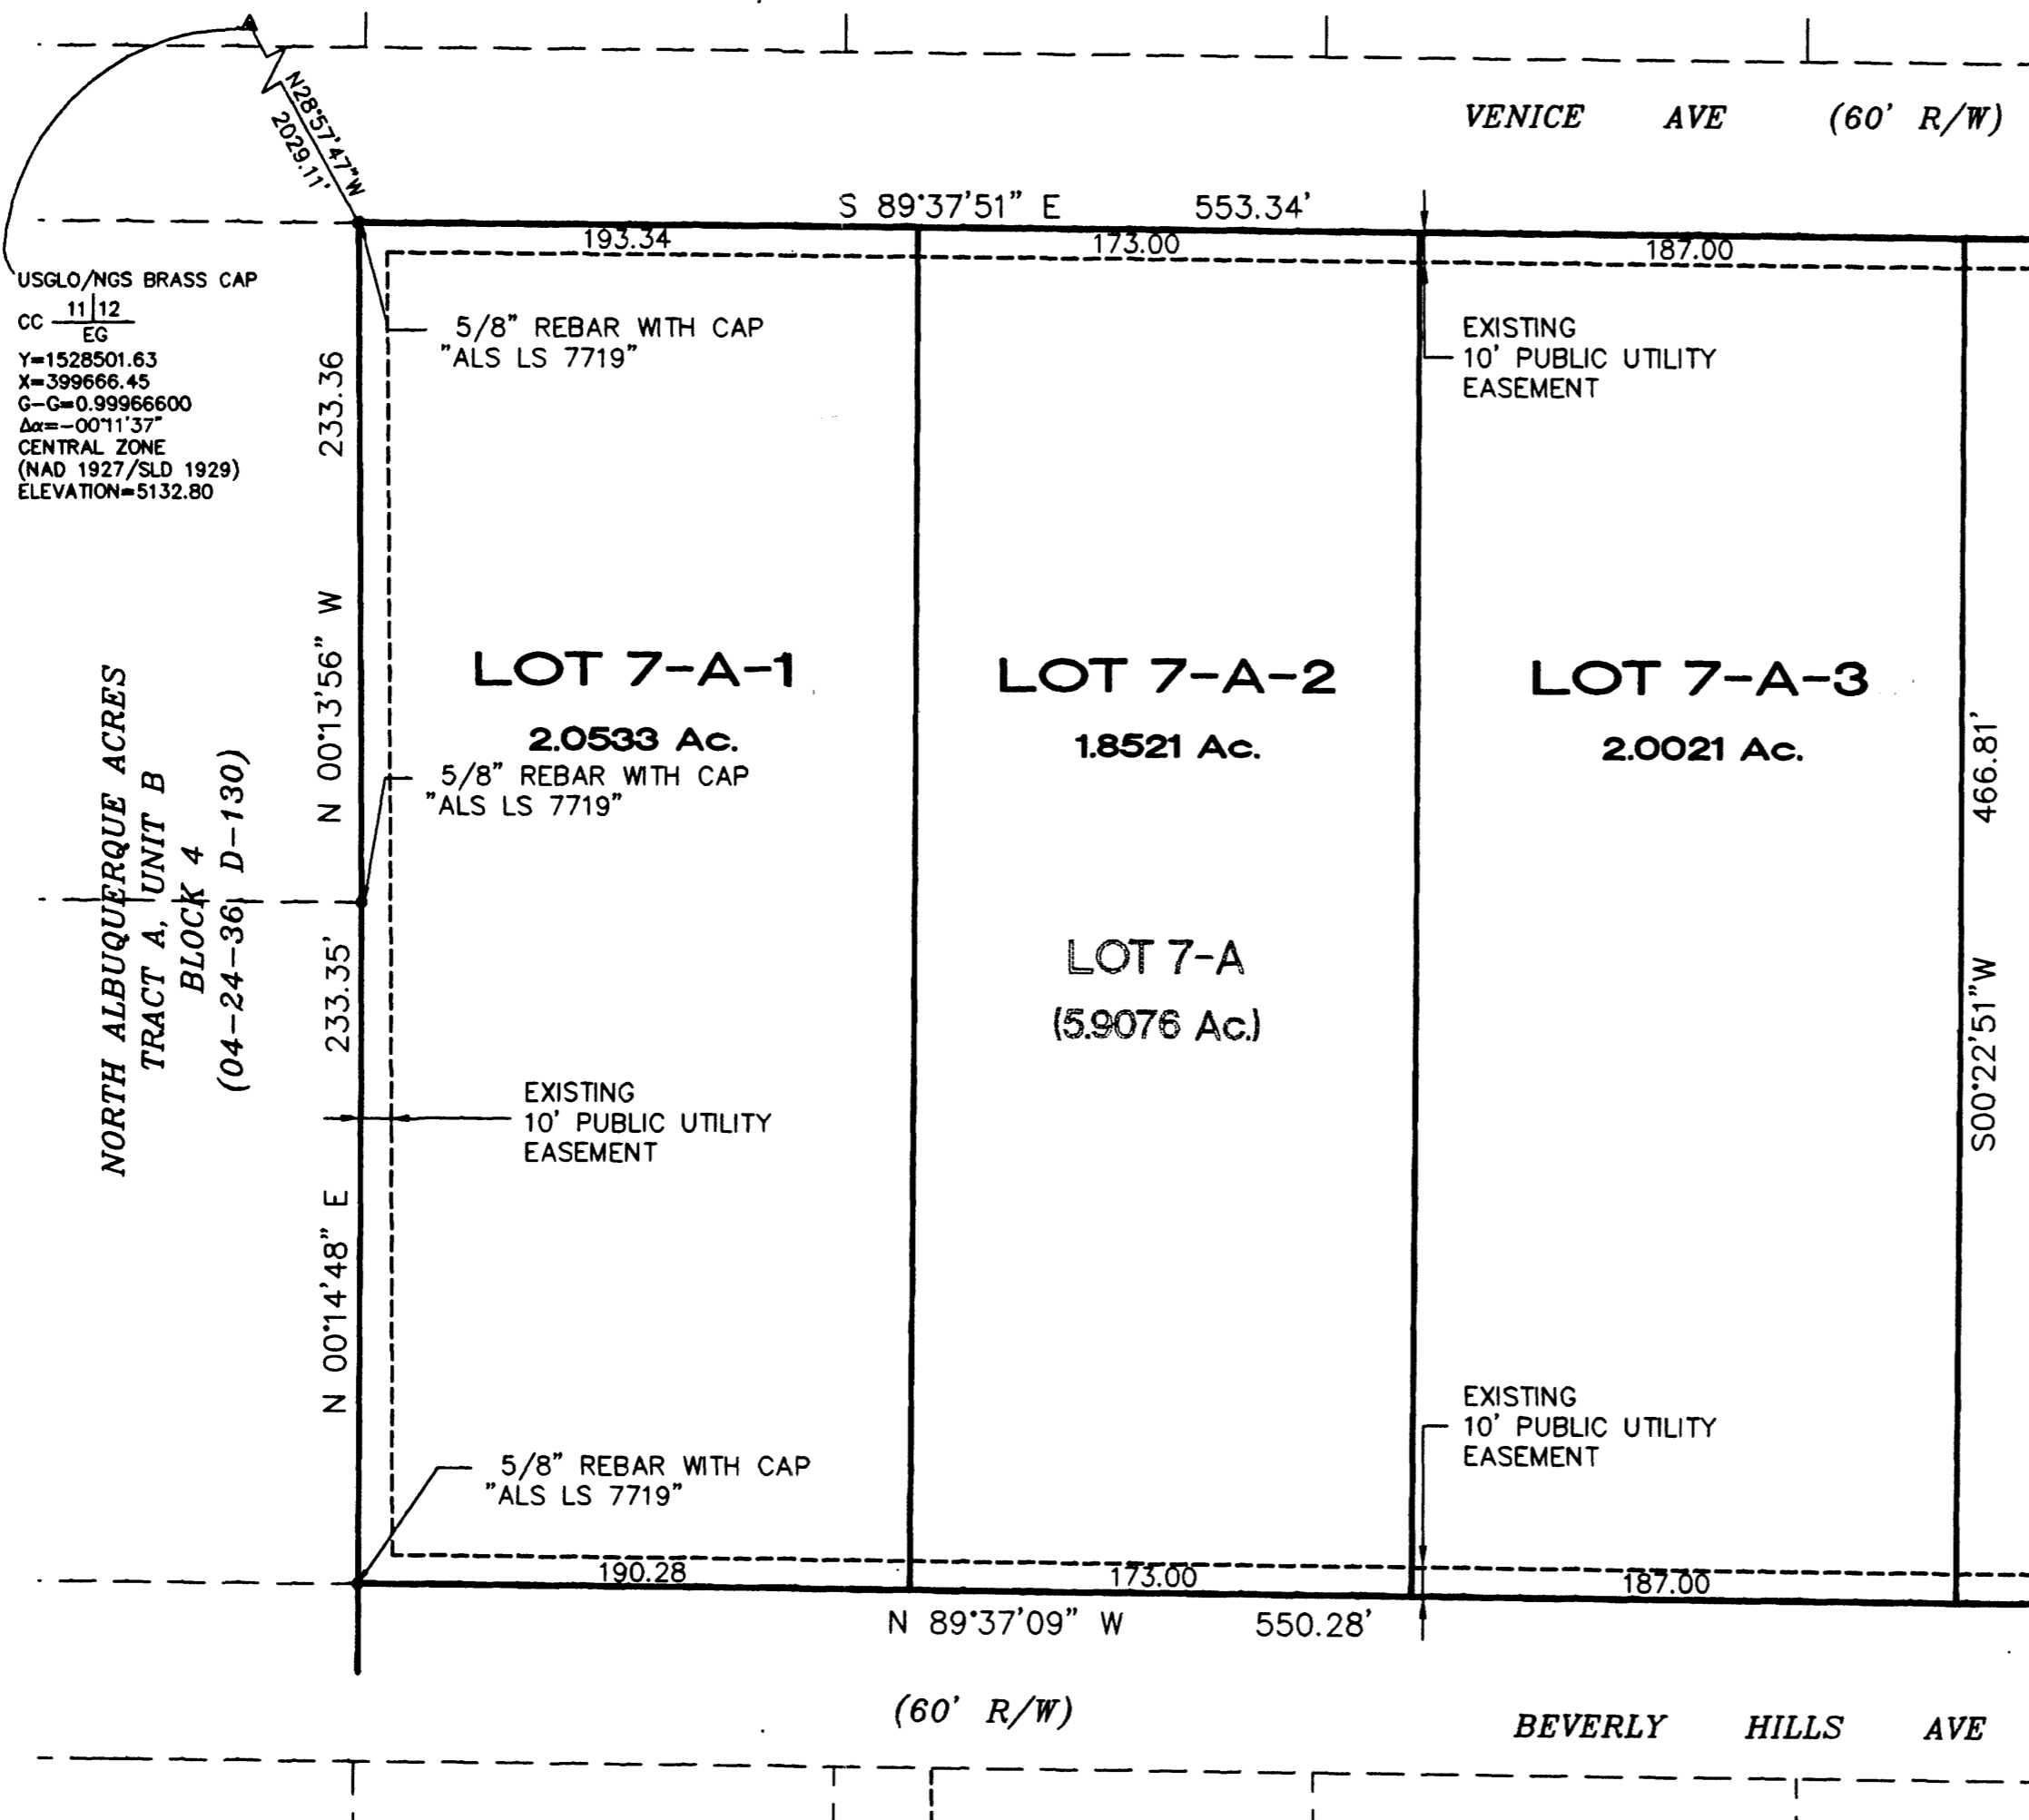 VENICE AVE (60' R/W)
N28°57'47"W
2029.11'
S 89°37'51" E 553.34'
193.34
173.00
187.00
USGLO/NGS BRASS CAP
CC 11|12
EG
Y=1528501.63
X=399666.45
G-G=0.99966600
Δα=-00°11'37"
CENTRAL ZONE
(NAD 1927/SLD 1929)
ELEVATION=5132.80
5/8" REBAR WITH CAP
"ALS LS 7719"
EXISTING
10' PUBLIC UTILITY
EASEMENT
N 00°13'56" W 233.36
LOT 7-A-1
2.0533 Ac.
LOT 7-A-2
1.8521 Ac.
LOT 7-A-3
2.0021 Ac.
5/8" REBAR WITH CAP
"ALS LS 7719"
NORTH ALBUQUERQUE ACRES
TRACT A, UNIT B
BLOCK 4
(04-24-36, D-130)
S00°22'51"W 466.81'
LOT 7-A
(5.9076 Ac.)
N 00°14'48" E 233.35'
EXISTING
10' PUBLIC UTILITY
EASEMENT
EXISTING
10' PUBLIC UTILITY
EASEMENT
5/8" REBAR WITH CAP
"ALS LS 7719"
190.28
173.00
187.00
N 89°37'09" W 550.28'
(60' R/W)
BEVERLY HILLS AVE